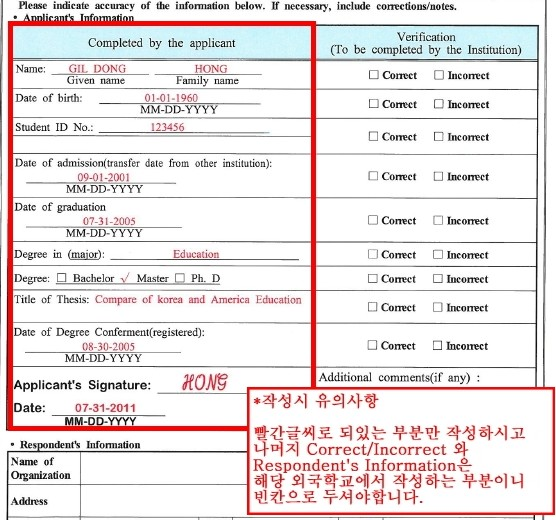 Please indicate accuracy of the information below. If necessary, include corrections/notes.
• Applicant's Information
Completed by the applicant
Verification
(To be completed by the Institution)
Name: GIL DONG HONG
Given name Family name
☐ Correct ☐ Incorrect
Date of birth: 01-01-1960
MM-DD-YYYY
☐ Correct ☐ Incorrect
Student ID No.: 123456
☐ Correct ☐ Incorrect
Date of admission(transfer date from other institution):
09-01-2001
MM-DD-YYYY
☐ Correct ☐ Incorrect
Date of graduation
07-31-2005
MM-DD-YYYY
☐ Correct ☐ Incorrect
Degree in (major): Education
☐ Correct ☐ Incorrect
Degree: ☐ Bachelor √ Master ☐ Ph. D
☐ Correct ☐ Incorrect
Title of Thesis: Compare of korea and America Education
☐ Correct ☐ Incorrect
Date of Degree Conferment(registered):
08-30-2005
MM-DD-YYYY
☐ Correct ☐ Incorrect
Applicant's Signature: HONG
Date: 07-31-2011
MM-DD-YYYY
Additional comments(if any) :
*작성시 유의사항
빨간글씨로 되있는 부분만 작성하시고
나머지 Correct/Incorrect 와
Respondent's Information은
해당 외국학교에서 작성하는 부분이니
빈칸으로 두셔야합니다.
• Respondent's Information
Name of
Organization
Address